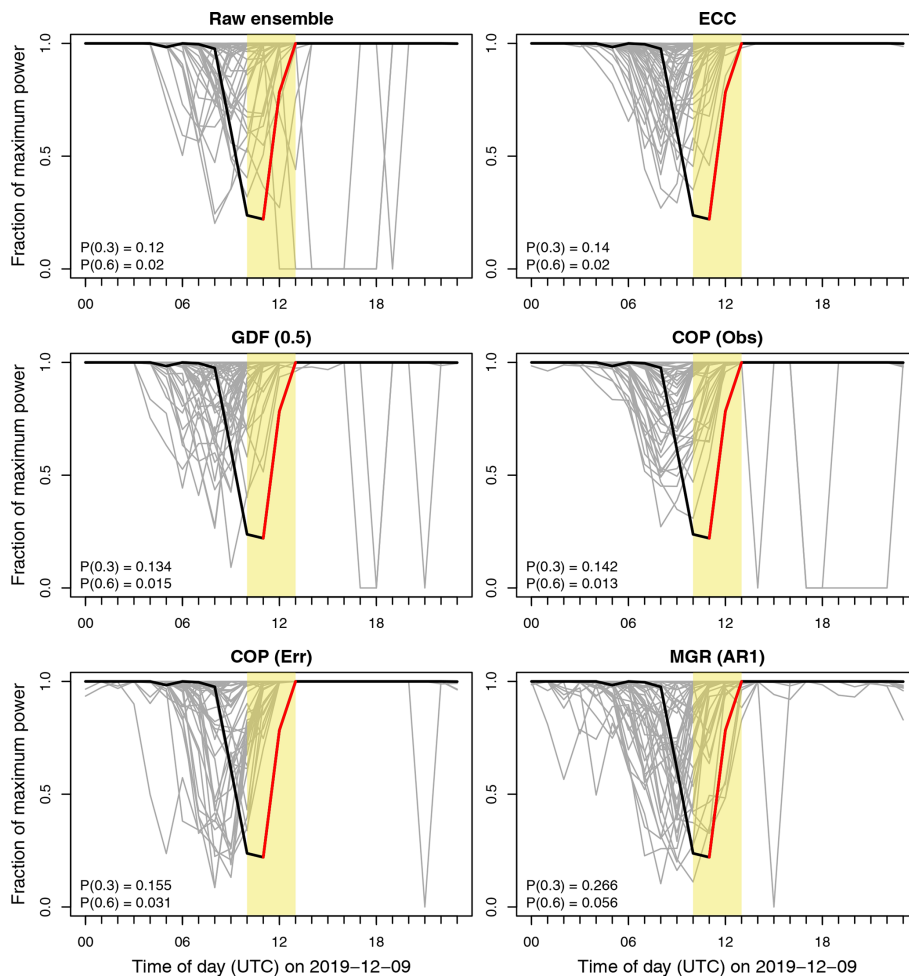 Raw ensemble
Fraction of maximum power
1.0
0.5
0.0
P(0.3) = 0.12
P(0.6) = 0.02
00 06 12 18
ECC
1.0
0.5
0.0
P(0.3) = 0.14
P(0.6) = 0.02
00 06 12 18
GDF (0.5)
Fraction of maximum power
1.0
0.5
0.0
P(0.3) = 0.134
P(0.6) = 0.015
00 06 12 18
COP (Obs)
1.0
0.5
0.0
P(0.3) = 0.142
P(0.6) = 0.013
00 06 12 18
COP (Err)
Fraction of maximum power
1.0
0.5
0.0
P(0.3) = 0.155
P(0.6) = 0.031
00 06 12 18
Time of day (UTC) on 2019−12−09
MGR (AR1)
1.0
0.5
0.0
P(0.3) = 0.266
P(0.6) = 0.056
00 06 12 18
Time of day (UTC) on 2019−12−09